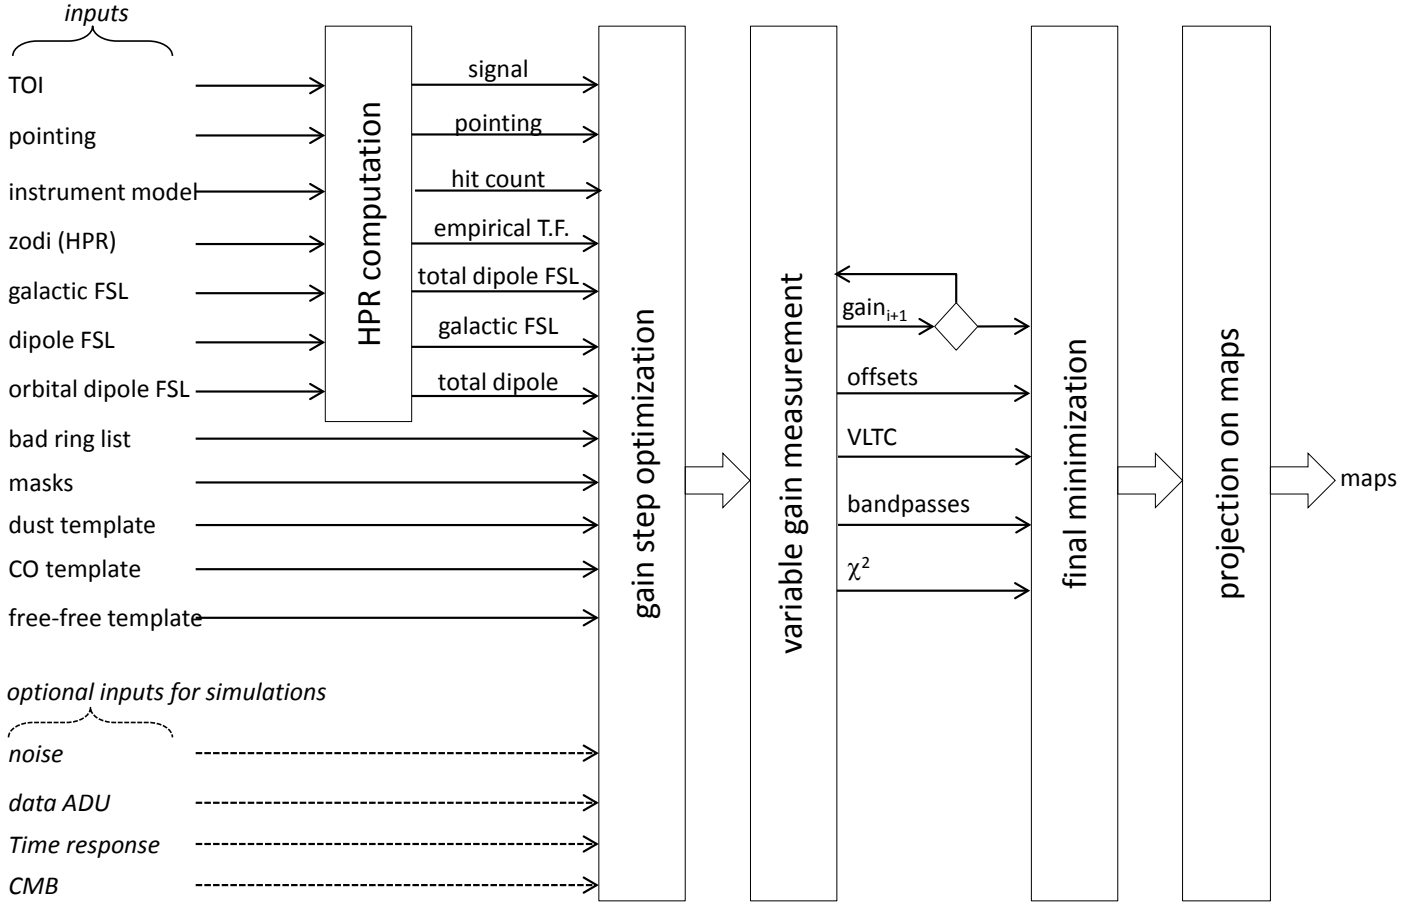 inputs
TOI
pointing
instrument model
zodi (HPR)
galactic FSL
dipole FSL
orbital dipole FSL
bad ring list
masks
dust template
CO template
free-free template
optional inputs for simulations
noise
data ADU
Time response
CMB
HPR computation
signal
pointing
hit count
empirical T.F.
total dipole FSL
galactic FSL
total dipole
gain step optimization
variable gain measurement
gain i+1
offsets
VLTC
bandpasses
χ²
final minimization
projection on maps
maps